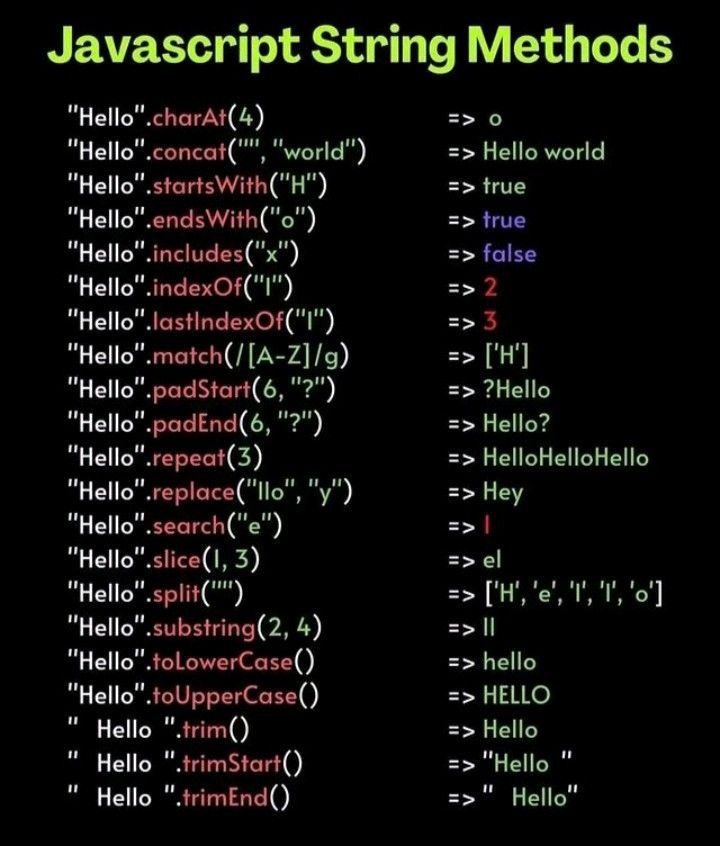 Javascript String Methods
"Hello".charAt(4) => o
"Hello".concat("", "world") => Hello world
"Hello".startsWith("H") => true
"Hello".endsWith("o") => true
"Hello".includes("x") => false
"Hello".indexOf("l") => 2
"Hello".lastIndexOf("l") => 3
"Hello".match(/[A-Z]/g) => ['H']
"Hello".padStart(6, "?") => ?Hello
"Hello".padEnd(6, "?") => Hello?
"Hello".repeat(3) => HelloHelloHello
"Hello".replace("llo", "y") => Hey
"Hello".search("e") => 1
"Hello".slice(1, 3) => el
"Hello".split("") => ['H', 'e', 'l', 'l', 'o']
"Hello".substring(2, 4) => ll
"Hello".toLowerCase() => hello
"Hello".toUpperCase() => HELLO
"  Hello ".trim() => Hello
"  Hello ".trimStart() => "Hello "
"  Hello ".trimEnd() => "  Hello"